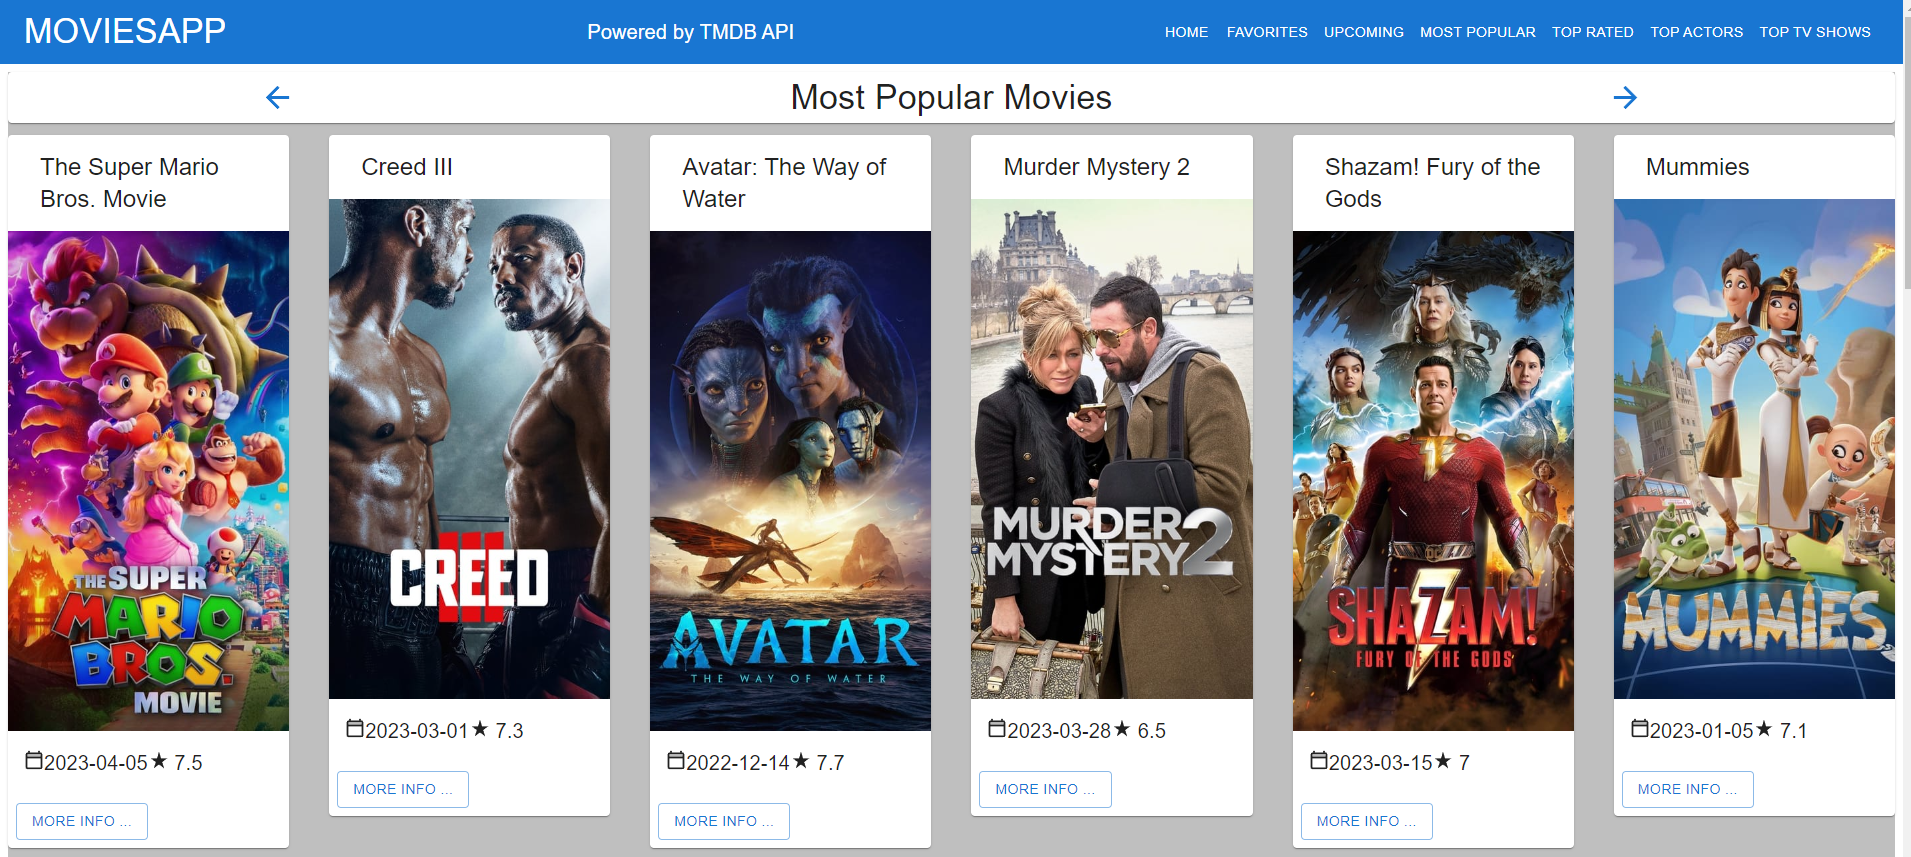 MOVIESAPP
Powered by TMDB API
HOME FAVORITES UPCOMING MOST POPULAR TOP RATED TOP ACTORS TOP TV SHOWS
Most Popular Movies
The Super Mario
Bros. Movie
THE SUPER
MARIO
BROS.
MOVIE
2023-04-05 7.5
MORE INFO ...
Creed III
III
CREED
2023-03-01 7.3
MORE INFO ...
Avatar: The Way of
Water
AVATAR
THE WAY OF WATER
2022-12-14 7.7
MORE INFO ...
Murder Mystery 2
MURDER
MYSTERY 2
2023-03-28 6.5
MORE INFO ...
Shazam! Fury of the
Gods
SHAZAM!
FURY OF THE GODS
2023-03-15 7
MORE INFO ...
Mummies
MUMMIES
2023-01-05 7.1
MORE INFO ...